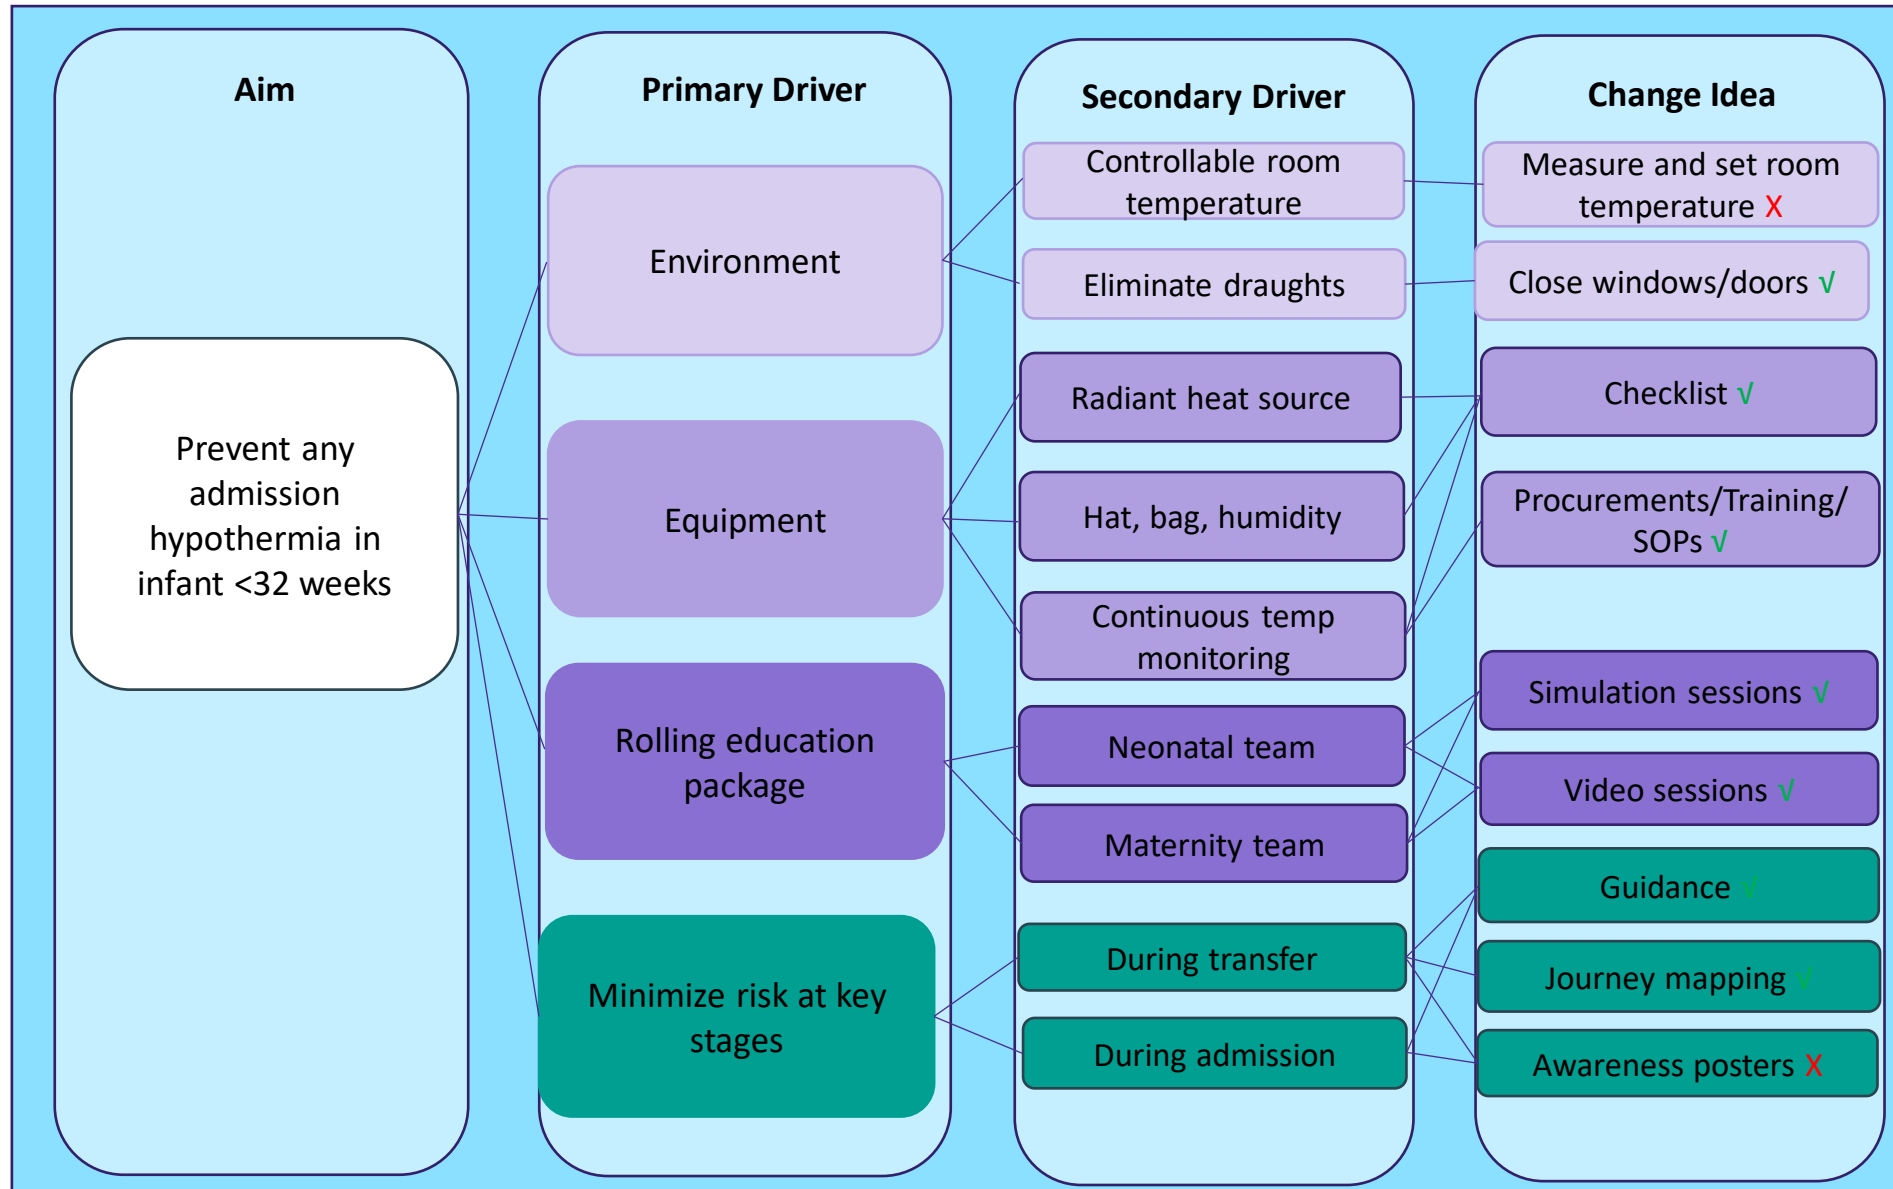 Aim
Prevent any
admission
hypothermia in
infant <32 weeks
Primary Driver
Environment
Equipment
Rolling education
package
Minimize risk at key
stages
Secondary Driver
Controllable room
temperature
Eliminate draughts
Radiant heat source
Hat, bag, humidity
Continuous temp
monitoring
Neonatal team
Maternity team
During transfer
During admission
Change Idea
Measure and set room
temperature X
Close windows/doors √
Checklist √
Procurements/Training/
SOPs √
Simulation sessions √
Video sessions √
Guidance √
Journey mapping √
Awareness posters X